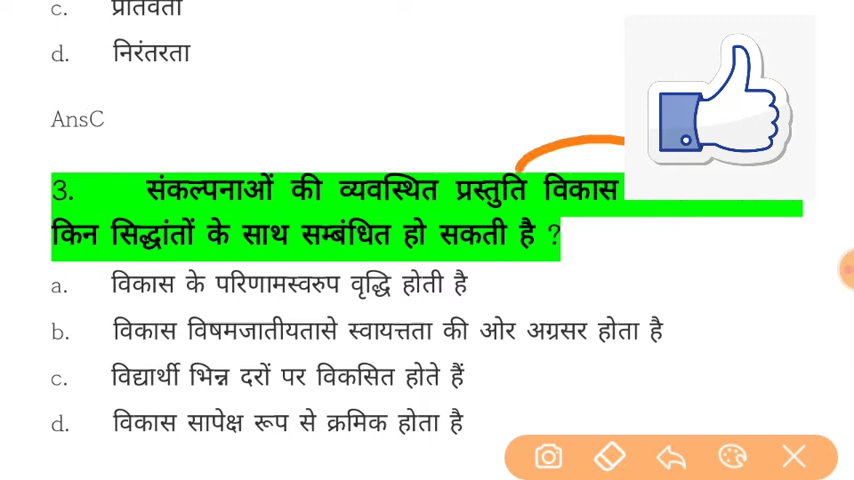 c. प्रतिवर्ती
d. निरंतरता
AnsC
3. संकल्पनाओं की व्यवस्थित प्रस्तुति विकास
किन सिद्धांतों के साथ सम्बंधित हो सकती है ?
a. विकास के परिणामस्वरुप वृद्धि होती है
b. विकास विषमजातीयतासे स्वायत्तता की ओर अग्रसर होता है
c. विद्यार्थी भिन्न दरों पर विकसित होते हैं
d. विकास सापेक्ष रूप से क्रमिक होता है